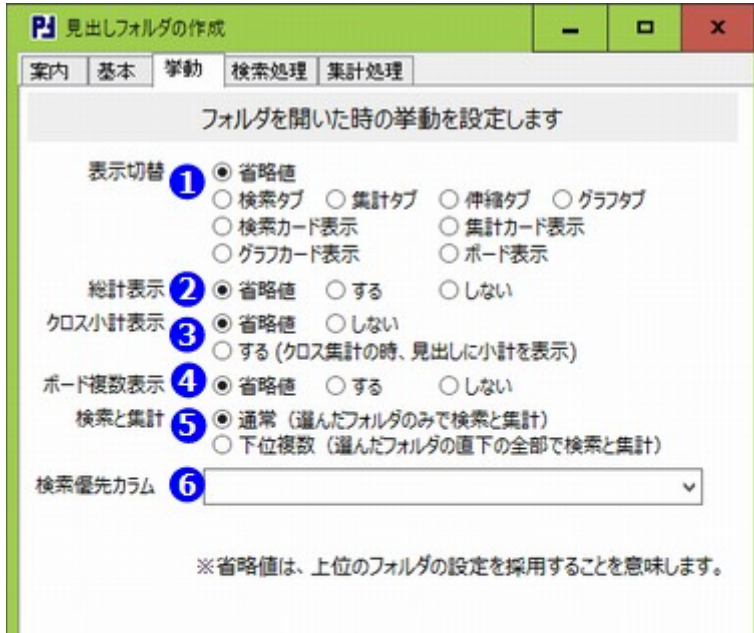 見出しフォルダの作成
案内 基本 挙動 検索処理 集計処理
フォルダを開いた時の挙動を設定します
表示切替 1 省略値
検索タブ 集計タブ 伸縮タブ グラフタブ
検索カード表示 集計カード表示
グラフカード表示 ボード表示
総計表示 2 省略値 する しない
クロス小計表示 3 省略値 しない
する (クロス集計の時、見出しに小計を表示)
ボード複数表示 4 省略値 する しない
検索と集計 5 通常 (選んだフォルダのみで検索と集計)
下位複数 (選んだフォルダの直下の全部で検索と集計)
検索優先カラム 6
※省略値は、上位のフォルダの設定を採用することを意味します。